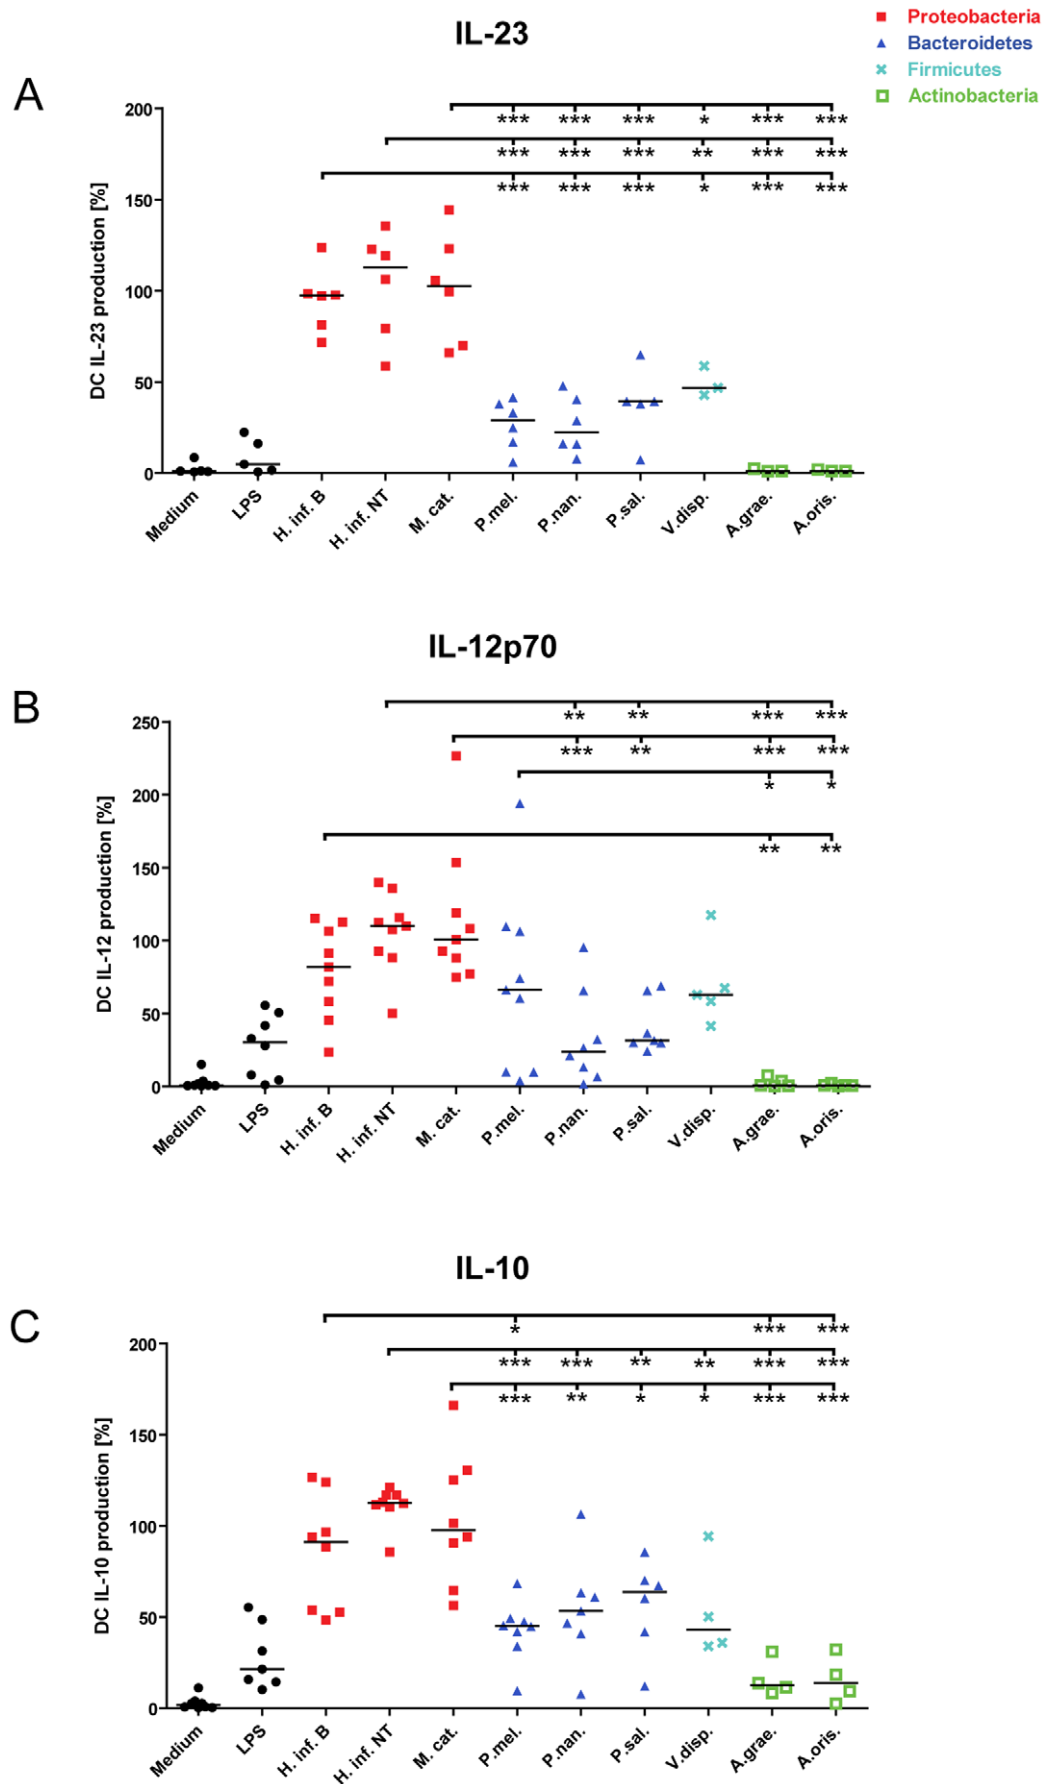 IL-23
Proteobacteria
Bacteroidetes
Firmicutes
Actinobacteria
A
DC IL-23 production [%]
200
150
100
50
0
*** *** *** * *** ***
*** *** *** ** *** ***
*** *** *** * *** ***
Medium LPS H. inf. B H. inf. NT M. cat. P.mel. P.nan. P.sal. V.disp. A.grae. A.oris.
IL-12p70
B
DC IL-12 production [%]
250
200
150
100
50
0
** ** *** ***
*** ** *** ***
* *
** **
Medium LPS H. inf. B H. inf. NT M. cat. P.mel. P.nan. P.sal. V.disp. A.grae. A.oris.
IL-10
C
DC IL-10 production [%]
200
150
100
50
0
* *** ***
*** *** ** ** *** ***
*** ** * * *** ***
Medium LPS H. inf. B H. inf. NT M. cat. P.mel. P.nan. P.sal. V.disp. A.grae. A.oris.